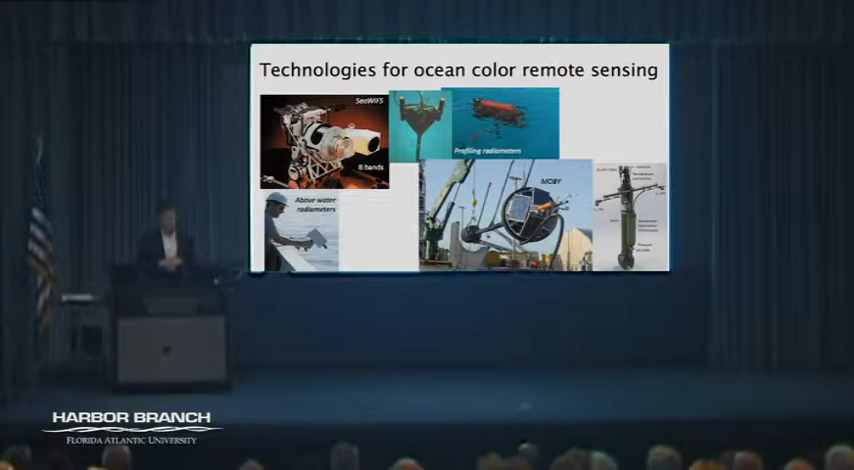 Technologies for ocean color remote sensing
SeaWiFS
8 bands
Profiling radiometers
MOBY
Above water
radiometers
HARBOR BRANCH
FLORIDA ATLANTIC UNIVERSITY